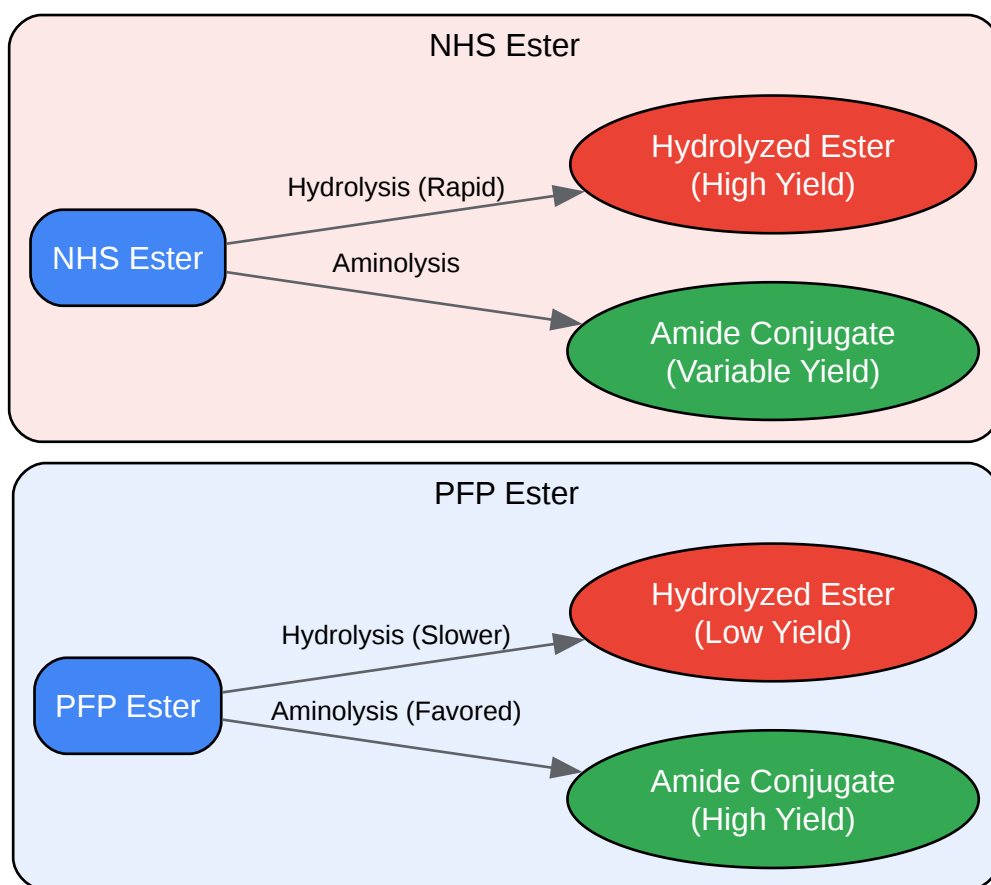 NHS Ester
Hydrolyzed Ester
(High Yield)
Hydrolysis (Rapid)
NHS Ester
Aminolysis
Amide Conjugate
(Variable Yield)
PFP Ester
Hydrolyzed Ester
(Low Yield)
Hydrolysis (Slower)
PFP Ester
Aminolysis (Favored)
Amide Conjugate
(High Yield)